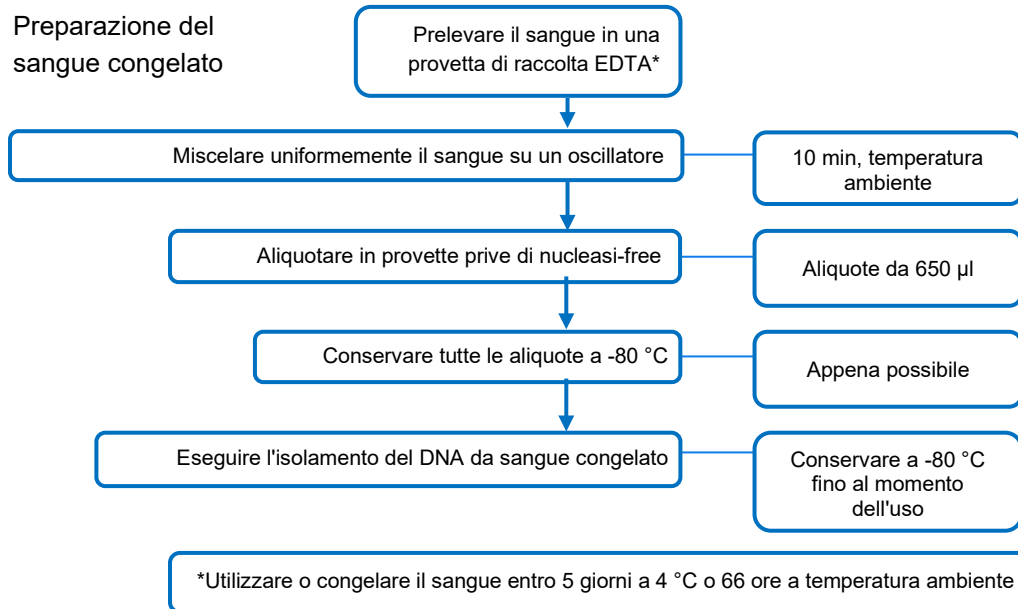 Preparazione del
sangue congelato
Prelevare il sangue in una
provetta di raccolta EDTA*
Miscelare uniformemente il sangue su un oscillatore
10 min, temperatura
ambiente
Aliquotare in provette prive di nucleasi-free
Aliquote da 650 µl
Conservare tutte le aliquote a -80 °C
Appena possibile
Eseguire l'isolamento del DNA da sangue congelato
Conservare a -80 °C
fino al momento
dell'uso
*Utilizzare o congelare il sangue entro 5 giorni a 4 °C o 66 ore a temperatura ambiente